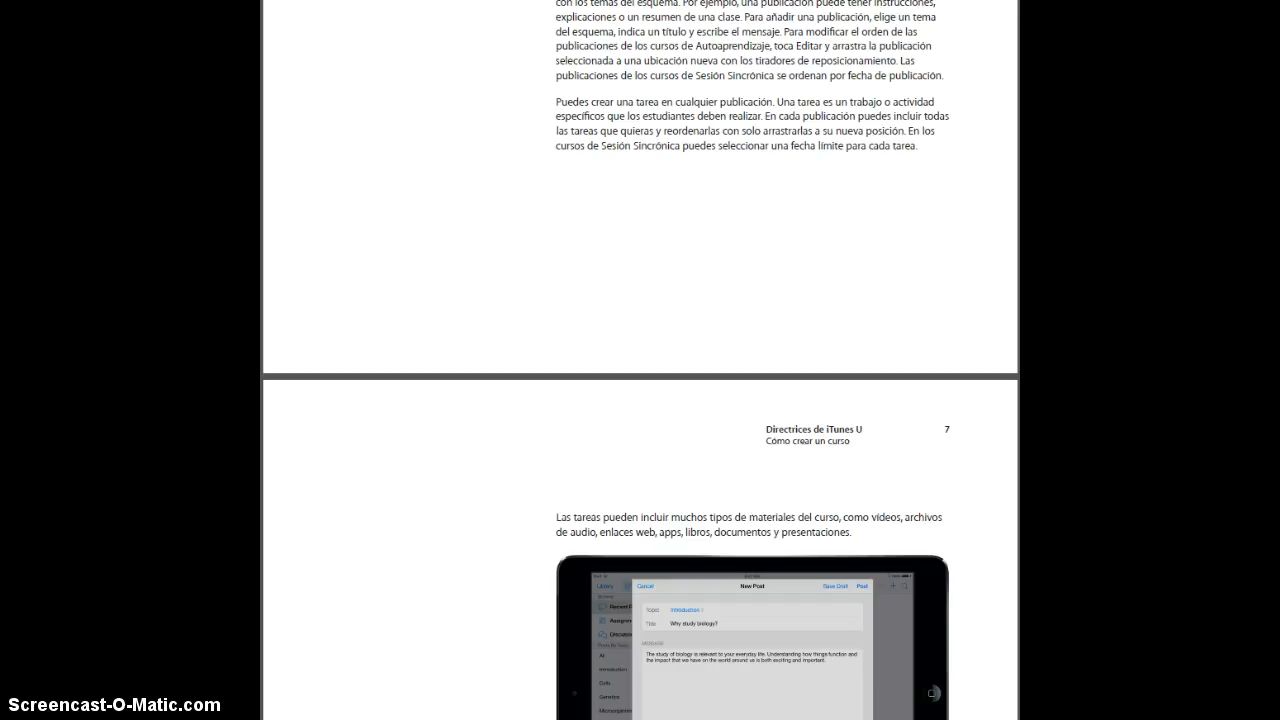 con los temas del esquema. Por ejemplo, una publicación puede tener instrucciones,
explicaciones o un resumen de una clase. Para añadir una publicación, elige un tema
del esquema, indica un título y escribe el mensaje. Para modificar el orden de las
publicaciones de los cursos de Autoaprendizaje, toca Editar y arrastra la publicación
seleccionada a una ubicación nueva con los tiradores de reposicionamiento. Las
publicaciones de los cursos de Sesión Sincrónica se ordenan por fecha de publicación.
Puedes crear una tarea en cualquier publicación. Una tarea es un trabajo o actividad
específicos que los estudiantes deben realizar. En cada publicación puedes incluir todas
las tareas que quieras y reordenarlas con solo arrastrarlas a su nueva posición. En los
cursos de Sesión Sincrónica puedes seleccionar una fecha límite para cada tarea.
Directrices de iTunes U 7
Cómo crear un curso
Las tareas pueden incluir muchos tipos de materiales del curso, como vídeos, archivos
de audio, enlaces web, apps, libros, documentos y presentaciones.
Library Cancel New Post Save Draft Post
Recent P
Topic Introduction >
Assignm
Title Why study biology?
Discussi
MESSAGE
The study of biology is relevant to your everyday life. Understanding how things function and
the impact that we have on the world around us is both exciting and important.
All
Introduction
Cells
Genetics
Microorganism
Screencast-O-Matic.com